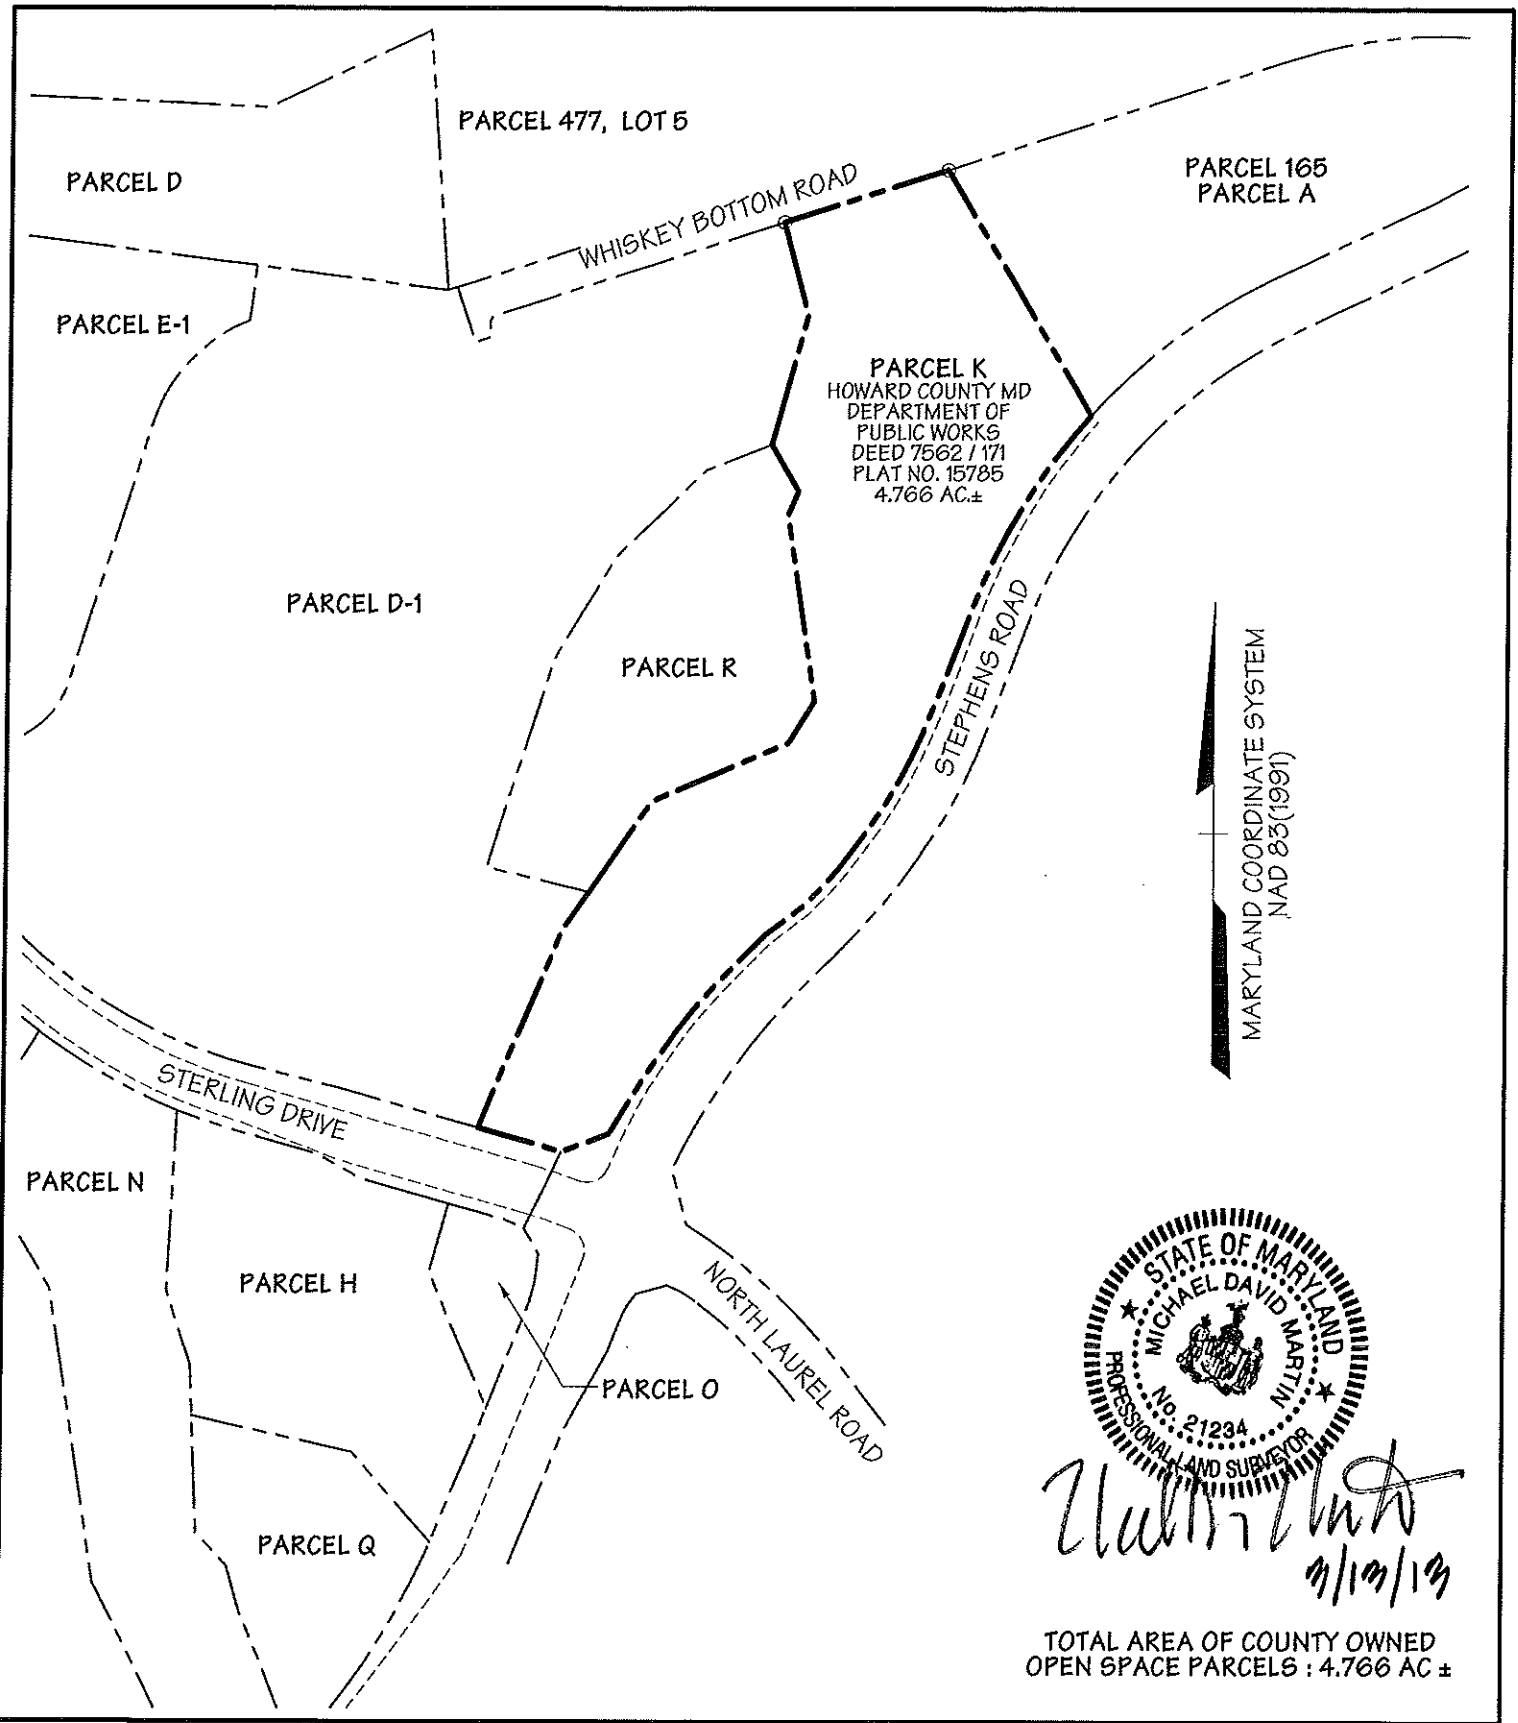 PARCEL 477, LOT 5
PARCEL D
PARCEL 165
PARCEL A
WHISKEY BOTTOM ROAD
PARCEL E-1
PARCEL K
HOWARD COUNTY MD
DEPARTMENT OF
PUBLIC WORKS
DEED 7562 / 171
PLAT NO. 15785
4.766 AC.±
PARCEL D-1
PARCEL R
STEPHENS ROAD
MARYLAND COORDINATE SYSTEM
NAD 83(1991)
STERLING DRIVE
PARCEL N
PARCEL H
NORTH LAUREL ROAD
PARCEL O
PARCEL Q
STATE OF MARYLAND
MICHAEL DAVID MARTIN
No. 21234
PROFESSIONAL LAND SURVEYOR
3/13/13
TOTAL AREA OF COUNTY OWNED
OPEN SPACE PARCELS : 4.766 AC ±